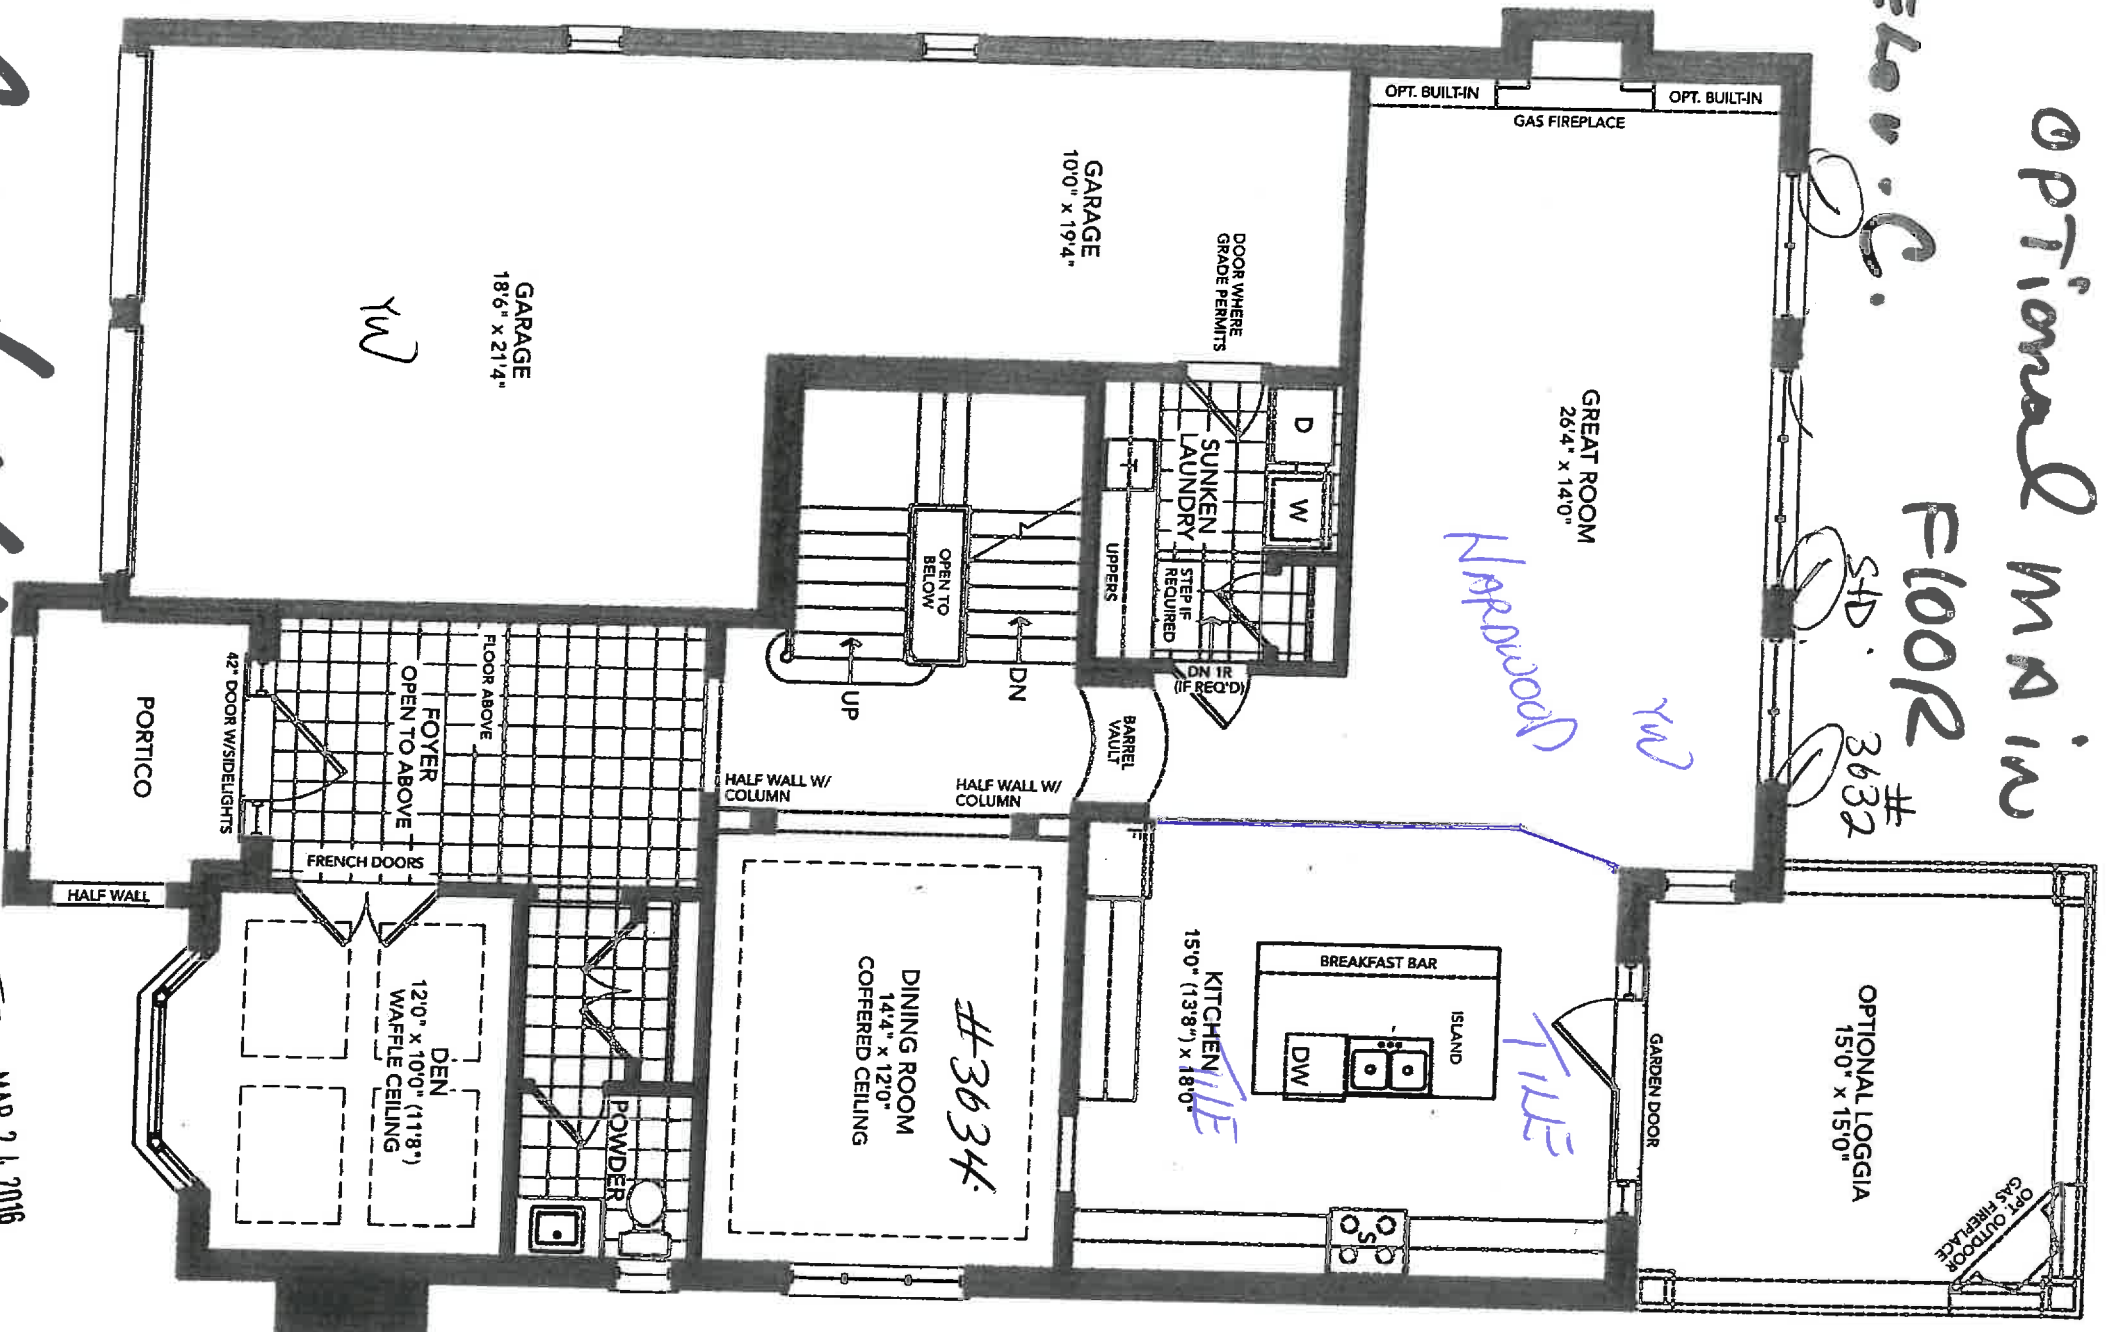 OPTional MAIN
FLOOR
ELev. C.
STD.
#
3632
OPT. BUILT-IN
OPT. BUILT-IN
GAS FIREPLACE
GREAT ROOM
26'4" x 14'0"
HARDWOOD
YW
GARAGE
10'0" x 19'4"
DOOR WHERE
GRADE PERMITS
GARAGE
18'6" x 21'4"
YW
D
W
SUNKEN
LAUNDRY
T
UPPERS
STEP IF
REQUIRED
DN 1R
(IF REQ'D)
BARREL
VAULT
OPEN TO
BELOW
DN
UP
HALF WALL W/
COLUMN
HALF WALL W/
COLUMN
FLOOR ABOVE
FOYER
OPEN TO ABOVE
42" DOOR W/SIDELIGHTS
PORTICO
HALF WALL
FRENCH DOORS
DEN
12'0" x 10'0" (11'8")
WAFFLE CEILING
POWDER
DINING ROOM
14'4" x 12'0"
COFFERED CEILING
#3634.
KITCHEN
15'0" (13'8") x 18'0"
TILE
BREAKFAST BAR
ISLAND
DW
TILE
S
GARDEN DOOR
OPTIONAL LOGGIA
15'0" x 15'0"
OPT. OUTDOOR
GAS FIREPLACE
MAR 24 2016